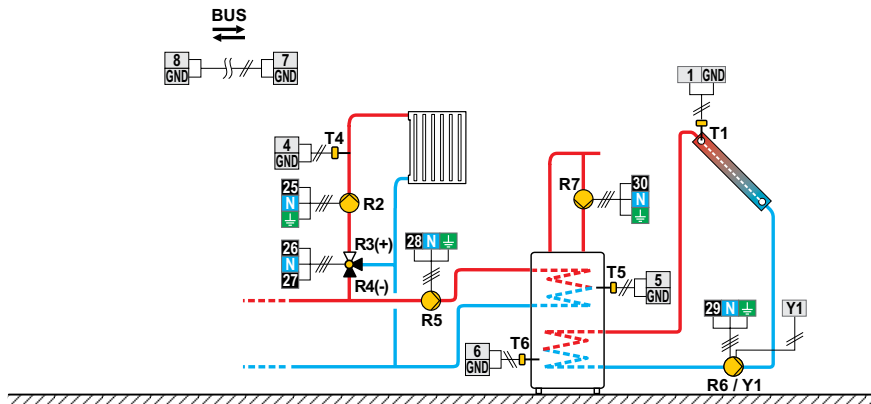 BUS
8 7
GND GND
1 GND
T1
4 T4
GND
25
N
R2
R7
30
N
26
N
27
R3(+)
R4(-)
28 N
R5
T5
5
GND
6 T6
GND
29 N
Y1
R6 / Y1